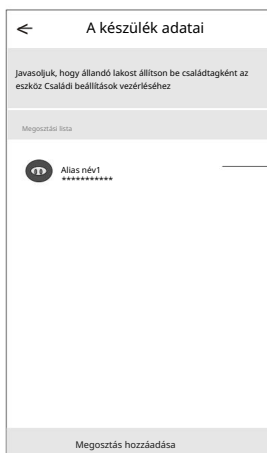 A készülék adatai
Javasoljuk, hogy állandó lakost állítson be családtagként az
eszköz Családi beállítások vezérléséhez
Megosztási lista
Alias név1
***********
Megosztás hozzáadása